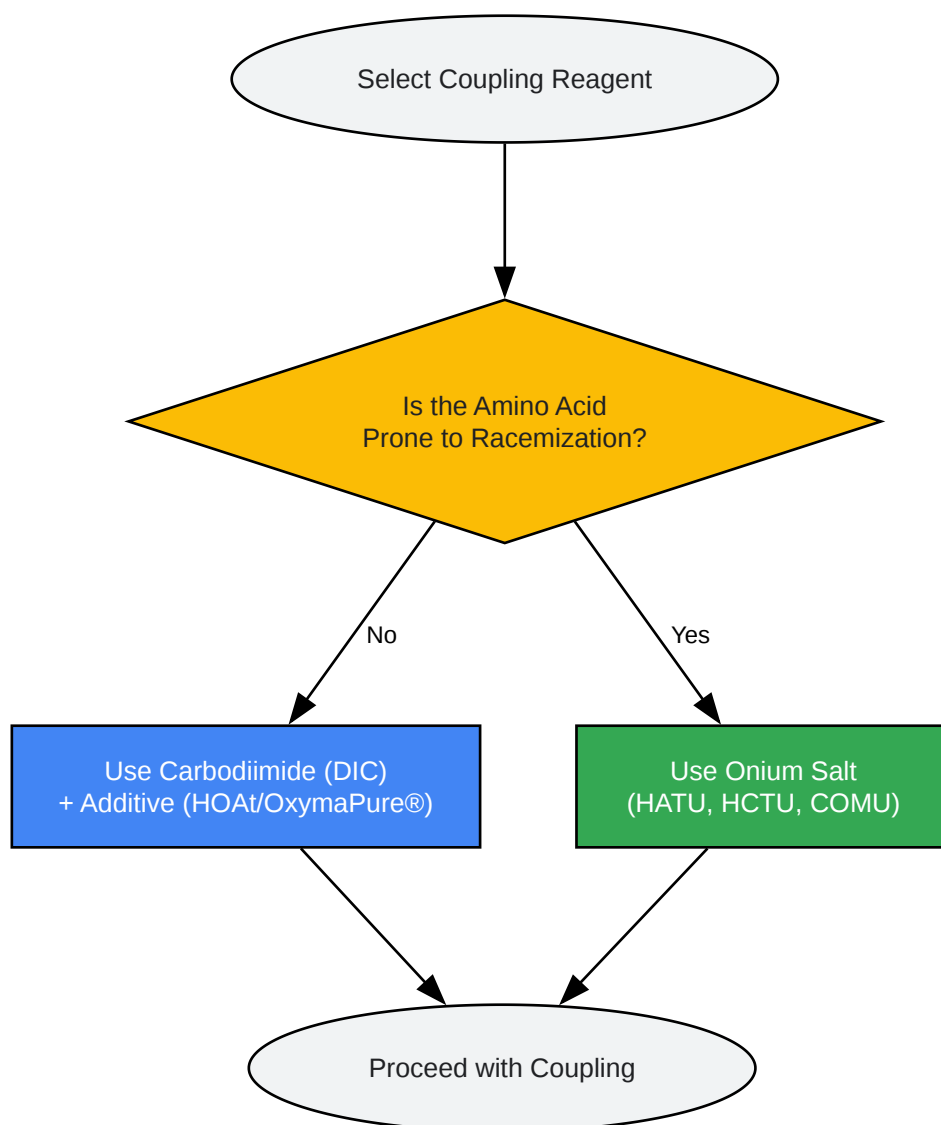 Select Coupling Reagent
Is the Amino Acid
Prone to Racemization?
No
Yes
Use Carbodiimide (DIC)
+ Additive (HOAt/OxymaPure®)
Use Onium Salt
(HATU, HCTU, COMU)
Proceed with Coupling